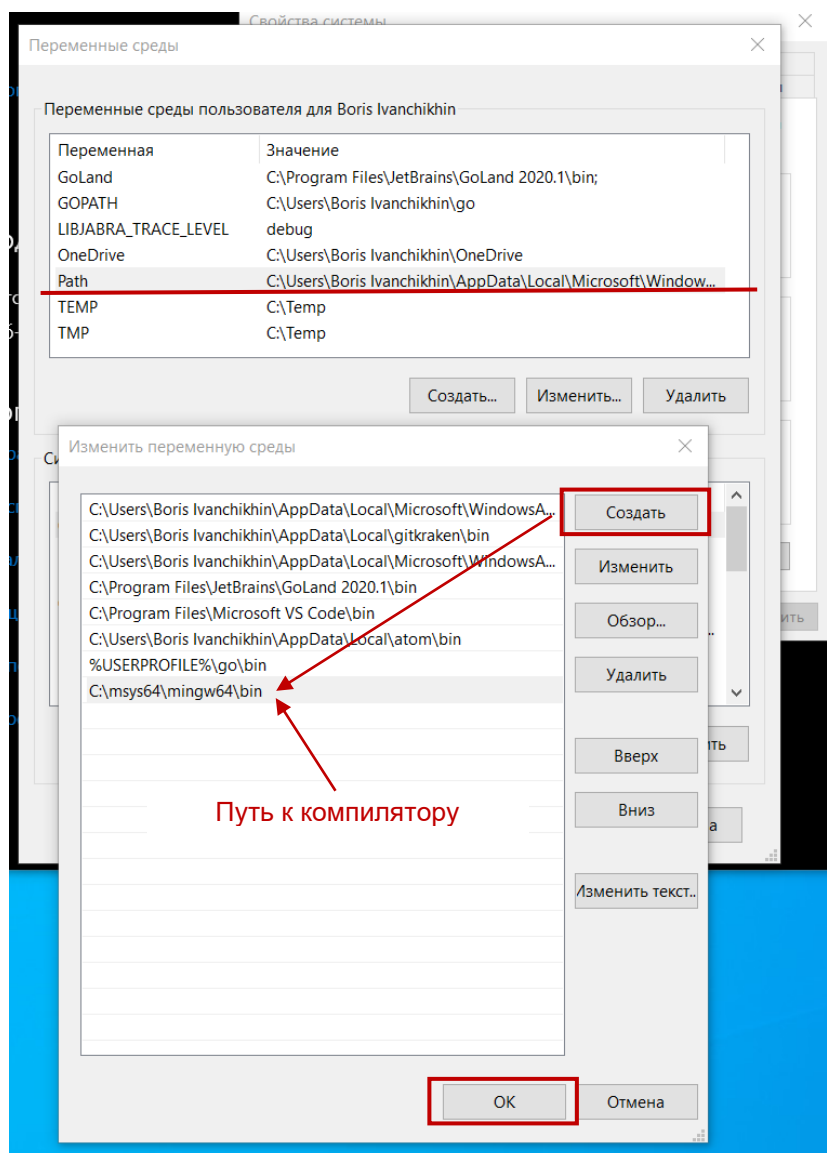 Свойства системы
Переменные среды
Переменные среды пользователя для Boris Ivanchikhin
Переменная Значение
GoLand C:\Program Files\JetBrains\GoLand 2020.1\bin;
GOPATH C:\Users\Boris Ivanchikhin\go
LIBJABRA_TRACE_LEVEL debug
OneDrive C:\Users\Boris Ivanchikhin\OneDrive
Path C:\Users\Boris Ivanchikhin\AppData\Local\Microsoft\Window...
TEMP C:\Temp
TMP C:\Temp
Создать... Изменить... Удалить
Изменить переменную среды
C:\Users\Boris Ivanchikhin\AppData\Local\Microsoft\WindowsA...
C:\Users\Boris Ivanchikhin\AppData\Local\gitkraken\bin
C:\Users\Boris Ivanchikhin\AppData\Local\Microsoft\WindowsA...
C:\Program Files\JetBrains\GoLand 2020.1\bin
C:\Program Files\Microsoft VS Code\bin
C:\Users\Boris Ivanchikhin\AppData\Local\atom\bin
%USERPROFILE%\go\bin
C:\msys64\mingw64\bin
Создать
Изменить
Обзор...
Удалить
Вверх
Вниз
Изменить текст..
Путь к компилятору
ОК Отмена